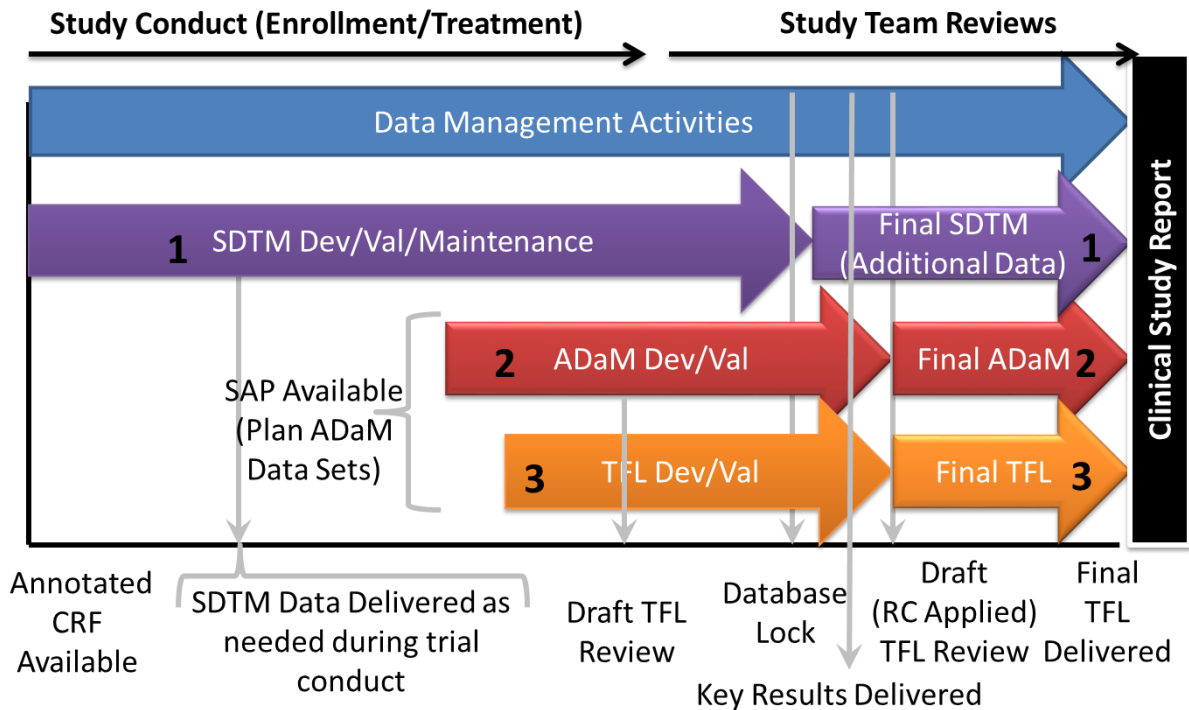 Study Conduct (Enrollment/Treatment)
Study Team Reviews
Data Management Activities
1
SDTM Dev/Val/Maintenance
Final SDTM
(Additional Data)
1
2
ADaM Dev/Val
Final ADaM
2
SAP Available
(Plan ADaM
Data Sets)
3
TFL Dev/Val
Final TFL
3
Clinical Study Report
Annotated
CRF
Available
SDTM Data Delivered as
needed during trial
conduct
Draft TFL
Review
Database
Lock
Key Results Delivered
Draft
(RC Applied)
TFL Review
Final
TFL
Delivered